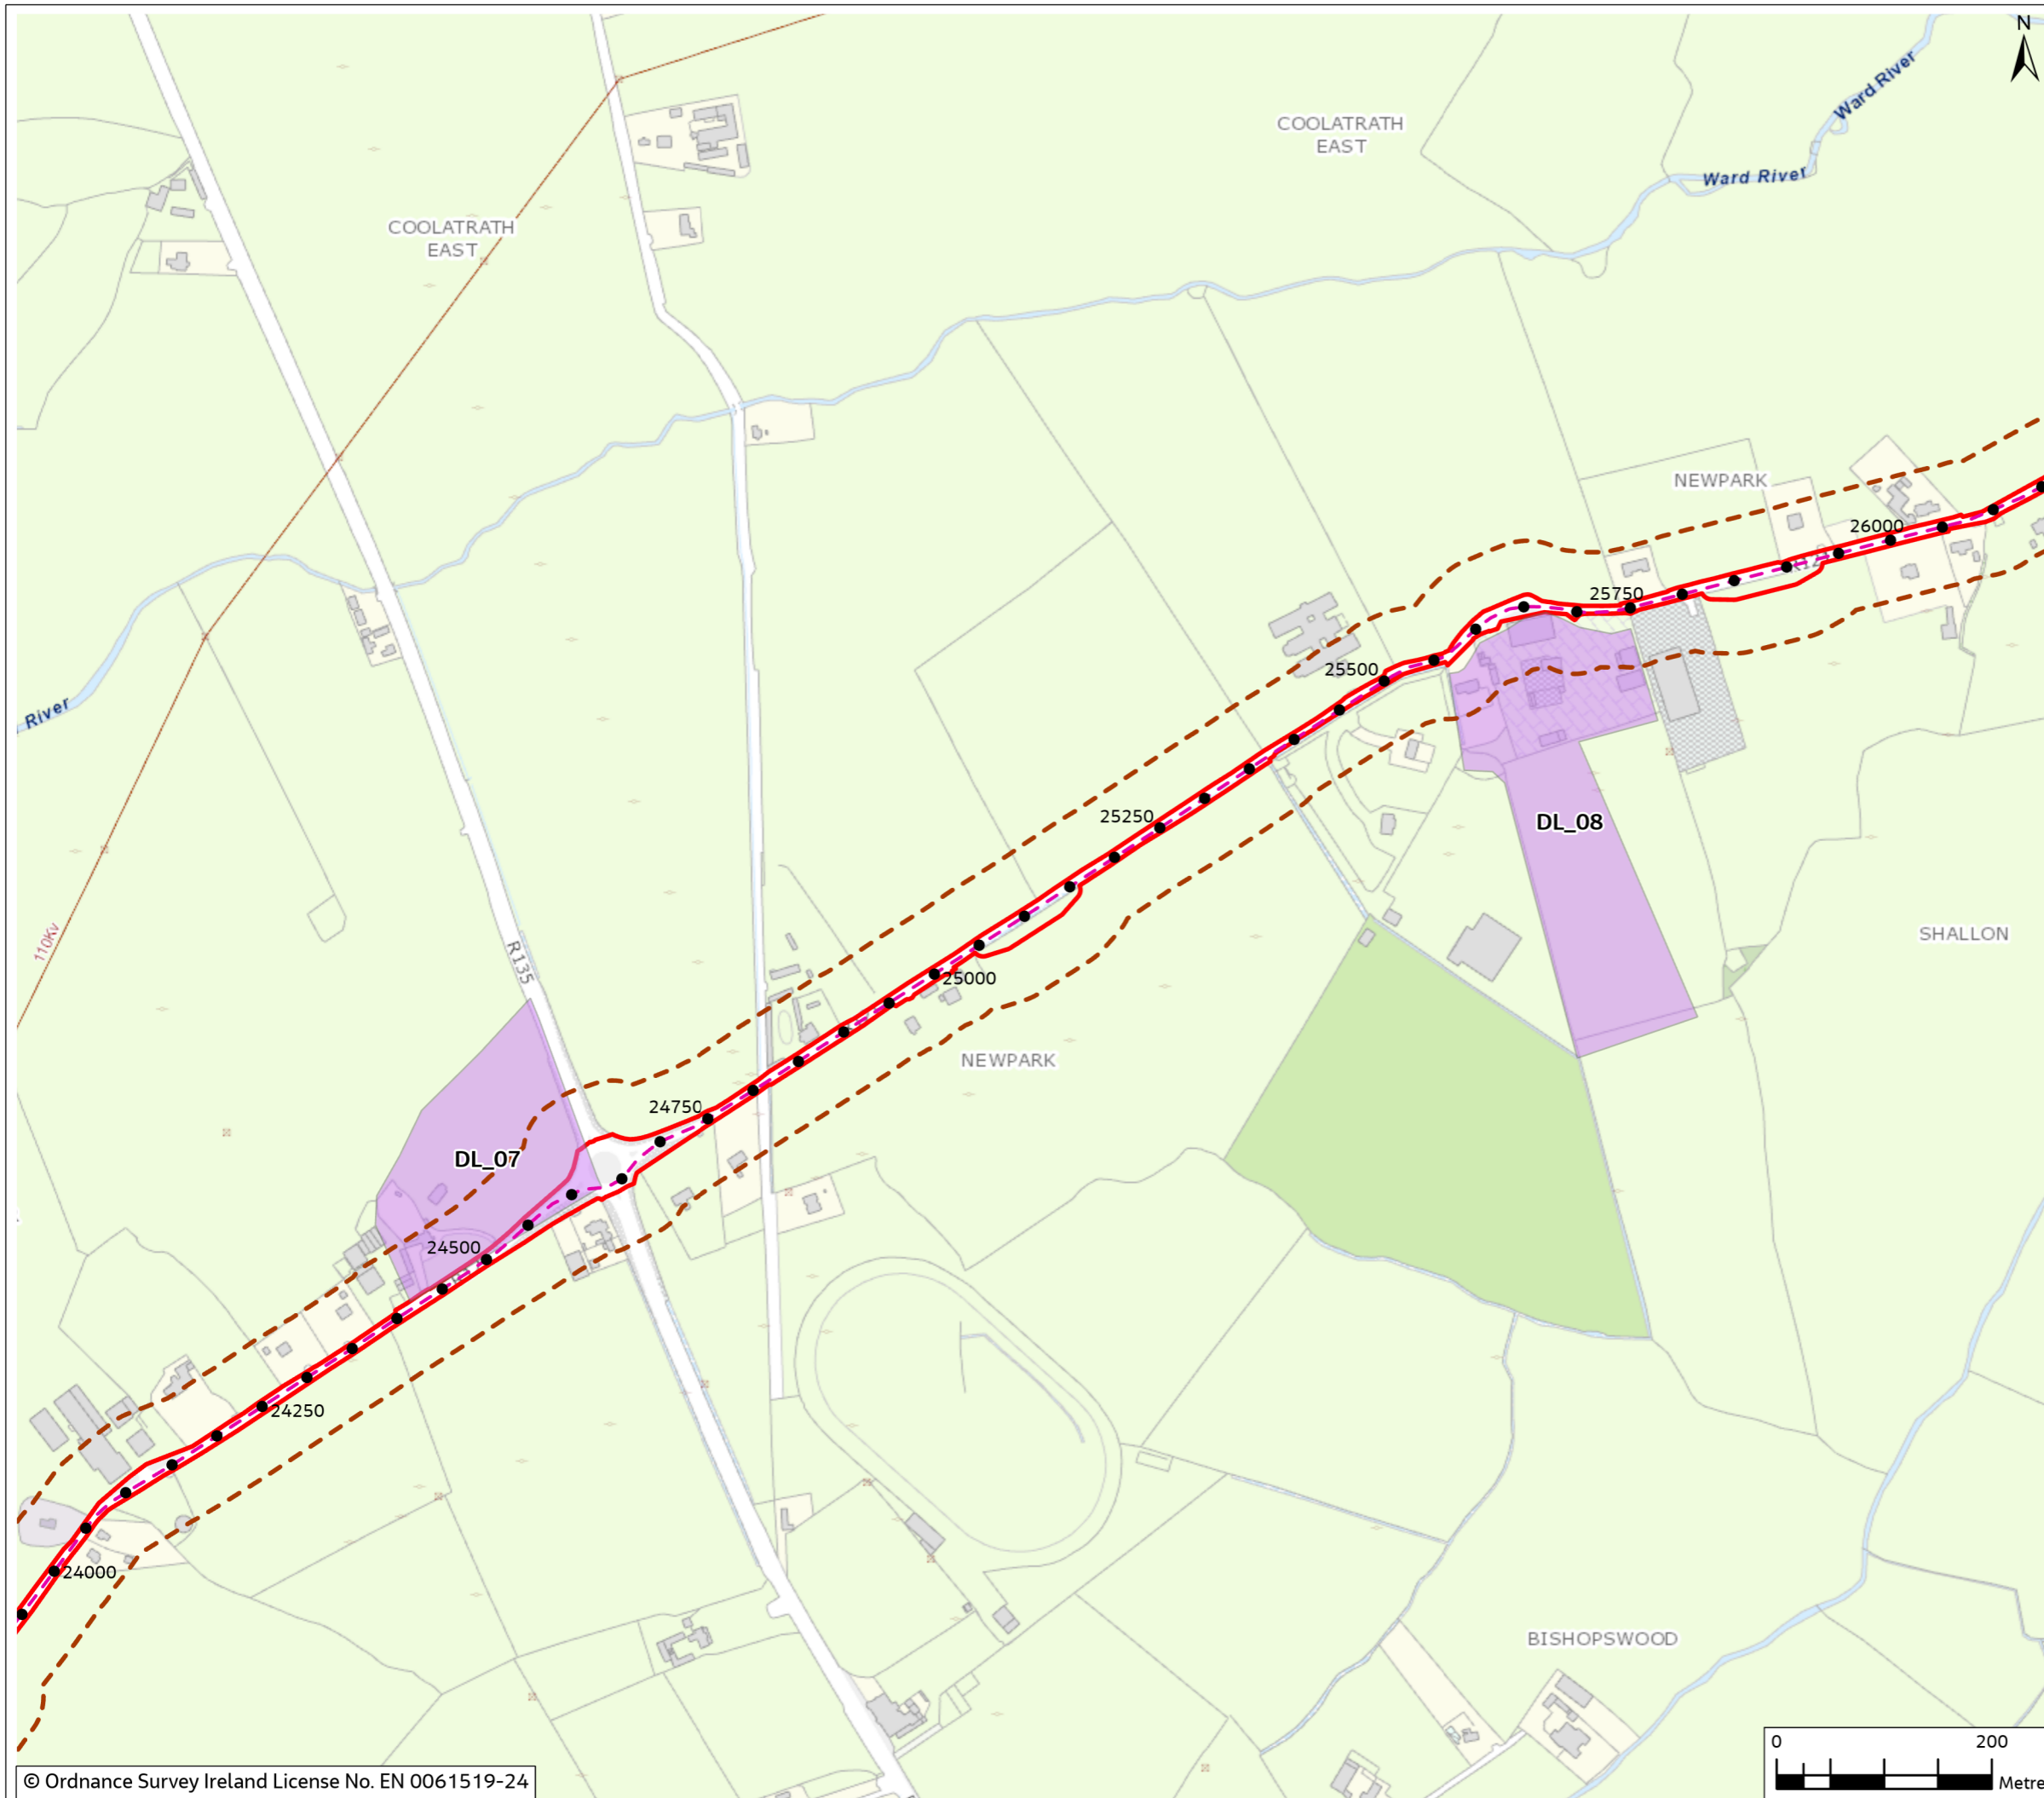 N
Ward River
COOLATRATH
EAST
Ward River
COOLATRATH
EAST
NEWPARK
26000
25750
25500
River
25250
DL_08
SHALLON
110Kv
R135
25000
NEWPARK
24750
DL_07
24500
24250
24000
BISHOPSWOOD
0 200
Metre
© Ordnance Survey Ireland License No. EN 0061519-24